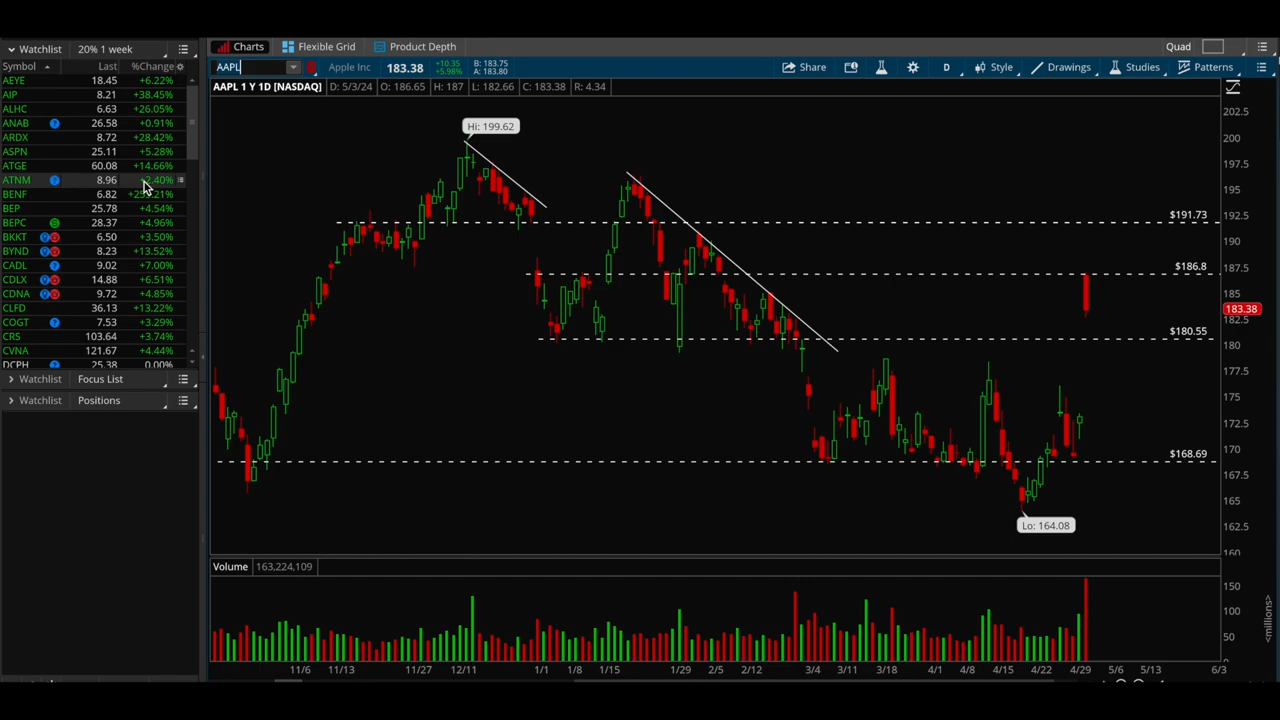 Watchlist 20% 1 week
Symbol Last %Change
AEYE 18.45 +6.22%
AIP 8.21 +38.45%
ALHC 6.63 +26.05%
ANAB 26.58 +0.91%
ARDX 8.72 +28.42%
ASPN 25.11 +5.28%
ATGE 60.08 +14.66%
ATNM 8.96 +2.40%
BENF 6.82
BEP 25.78 +4.54%
BEPC 28.37 +4.96%
BKKT 6.50 +3.50%
BYND 8.23 +13.52%
CADL 9.02 +7.00%
CDLX 14.88 +6.51%
CDNA 9.72 +4.85%
CLFD 36.13 +13.22%
COGT 7.53 +3.29%
CRS 103.64 +3.74%
CVNA 121.67 +4.44%
DCPH 25.38 0.00%
Watchlist Focus List
Watchlist Positions
Charts Flexible Grid Product Depth Quad
AAPL Apple Inc 183.38 +10.35 +5.98% B: 183.75 A: 183.80 Share D Style Drawings Studies Patterns
AAPL 1 Y 1D [NASDAQ] D: 5/3/24 O: 186.65 H: 187 L: 182.66 C: 183.38 R: 4.34
Hi: 199.62
$191.73
$186.8
$180.55
$168.69
Lo: 164.08
202.5
200
197.5
195
192.5
190
187.5
185
183.38
182.5
180
177.5
175
172.5
170
167.5
165
162.5
160
Volume 163,224,109
150
100
50
<millions>
11/6 11/13 11/27 12/11 1/1 1/8 1/15 1/29 2/5 2/12 3/4 3/11 3/18 4/1 4/8 4/15 4/22 4/29 5/6 5/13 6/3